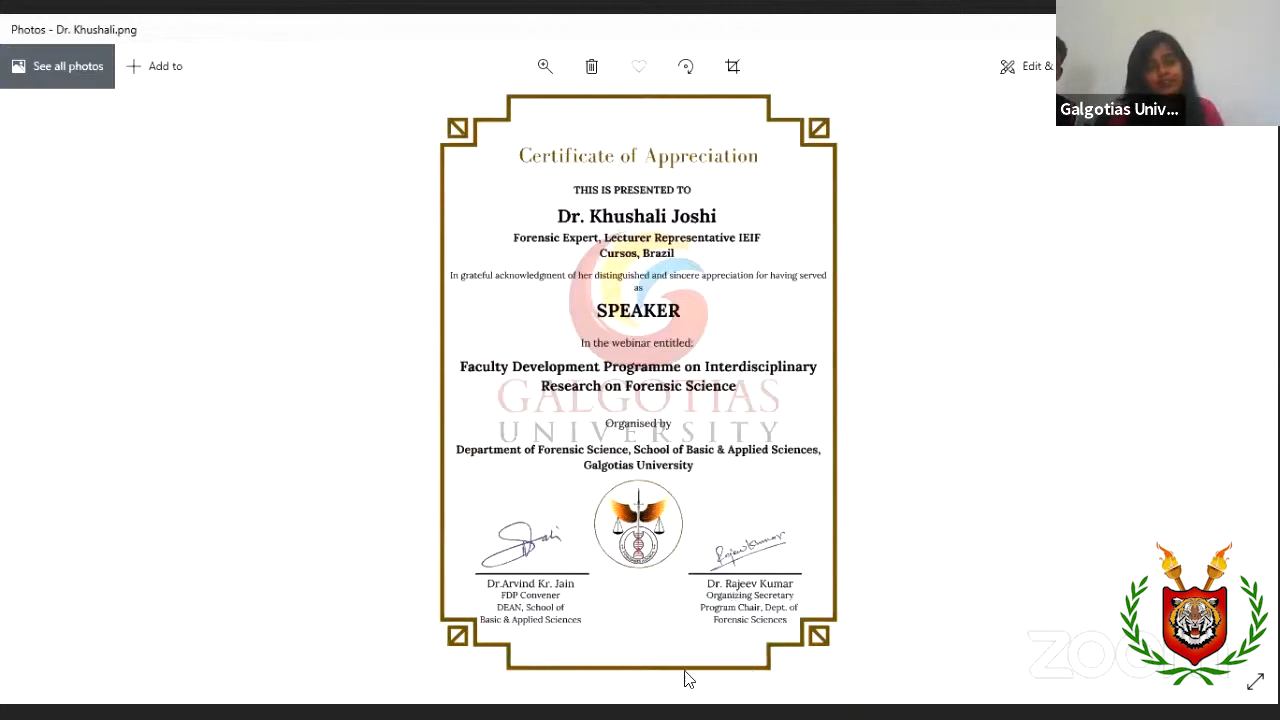 Photos - Dr. Khushali.png
See all photos
Add to
Edit &
Galgotias Univ...
Certificate of Appreciation
THIS IS PRESENTED TO
Dr. Khushali Joshi
Forensic Expert, Lecturer Representative IEIF
Cursos, Brazil
In grateful acknowledgment of her distinguished and sincere appreciation for having served
as
SPEAKER
In the webinar entitled:
Faculty Development Programme on Interdisciplinary
Research on Forensic Science
GALGOTIAS
UNIVERSITY
Organised by
Department of Forensic Science, School of Basic & Applied Sciences,
Galgotias University
Rajeev Kumar
Dr.Arvind Kr. Jain
FDP Convener
DEAN, School of
Basic & Applied Sciences
Dr. Rajeev Kumar
Organizing Secretary
Program Chair, Dept. of
Forensic Sciences
zoom